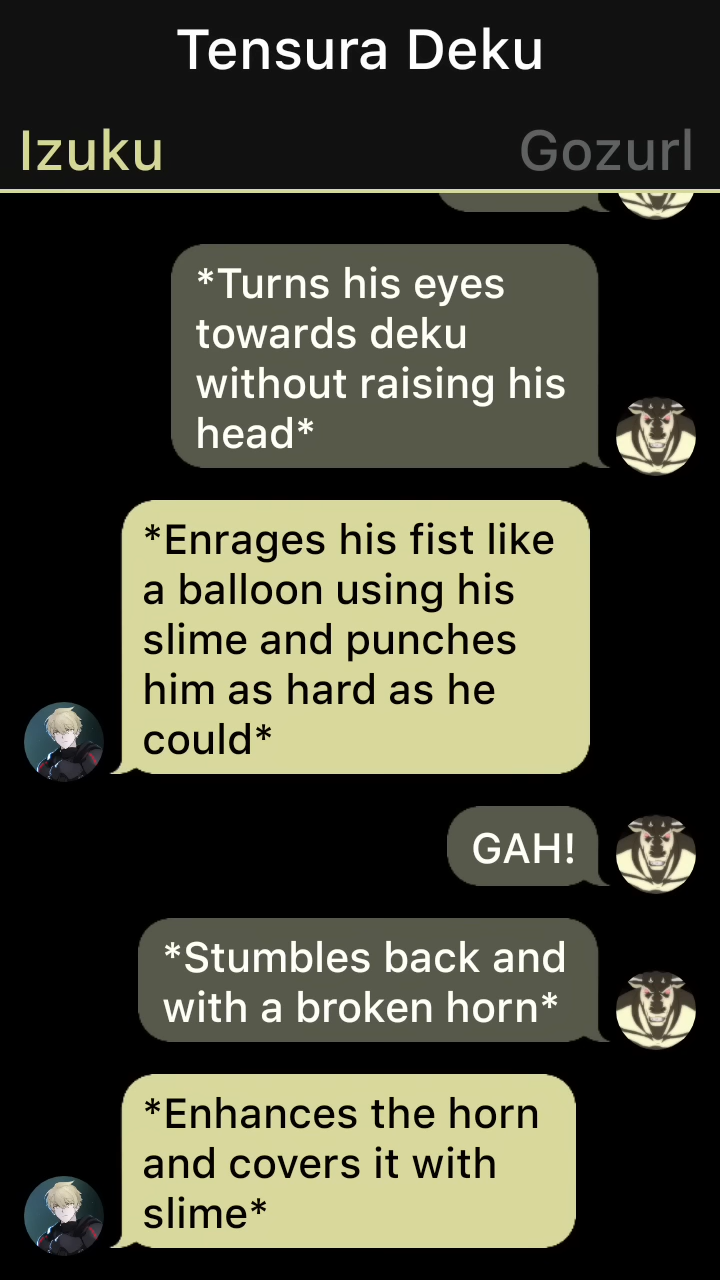 Tensura Deku
Izuku
Gozurl
*Turns his eyes
towards deku
without raising his
head*
*Enrages his fist like
a balloon using his
slime and punches
him as hard as he
could*
GAH!
*Stumbles back and
with a broken horn*
*Enhances the horn
and covers it with
slime*